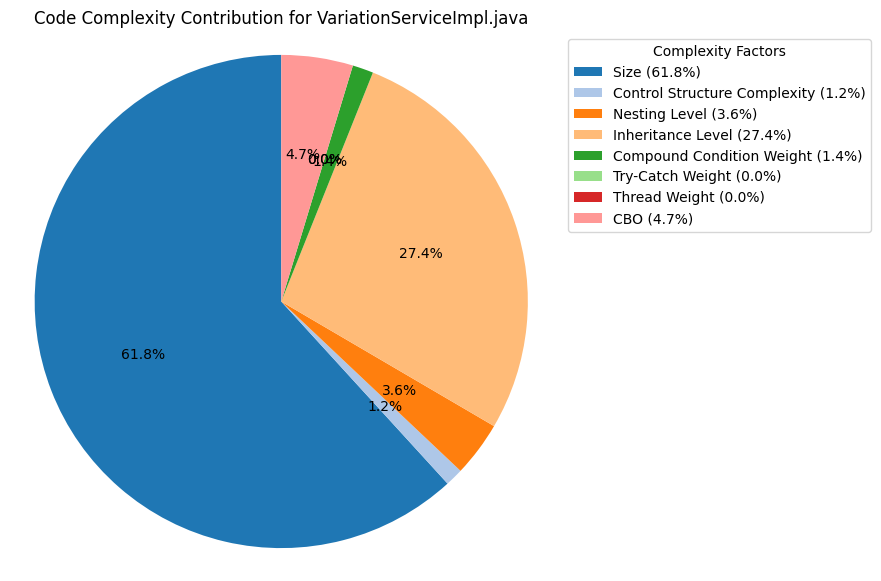 Code Complexity Contribution for VariationServiceImpl.java
Complexity Factors
Size (61.8%)
Control Structure Complexity (1.2%)
Nesting Level (3.6%)
Inheritance Level (27.4%)
Compound Condition Weight (1.4%)
Try-Catch Weight (0.0%)
Thread Weight (0.0%)
CBO (4.7%)
4.7%
1.4%
27.4%
61.8%
3.6%
1.2%